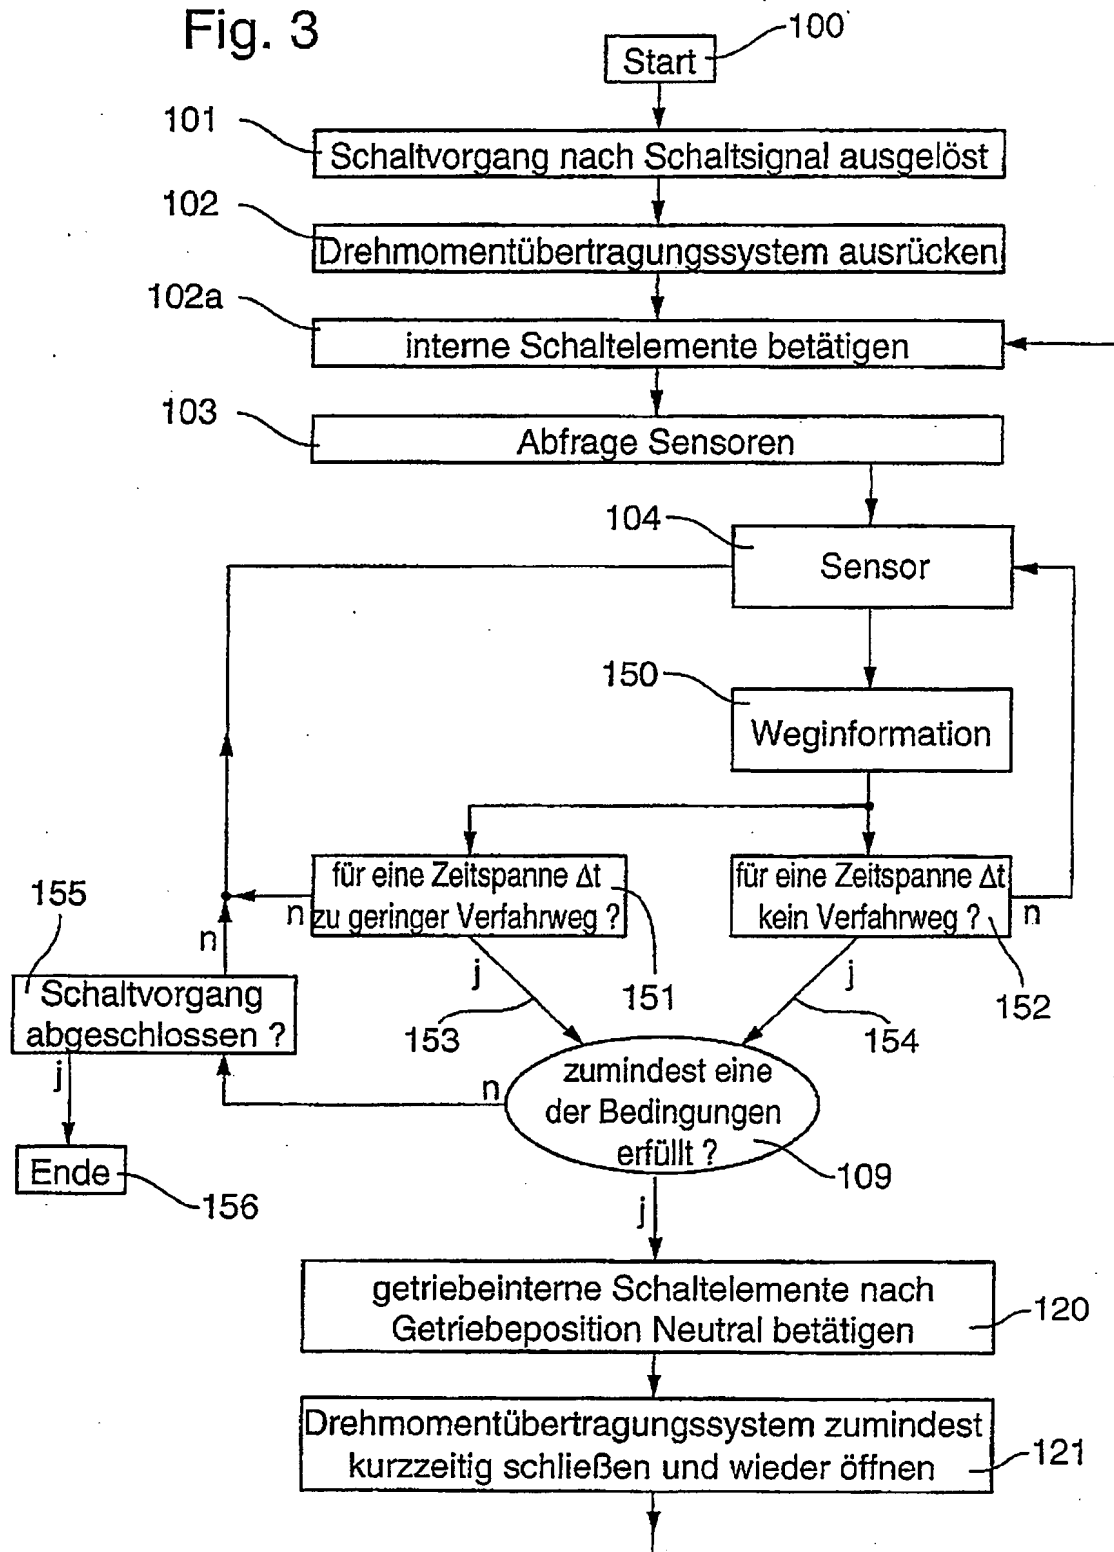 Fig. 3
100
Start
101
Schaltvorgang nach Schaltsignal ausgelöst
102
Drehmomentübertragungssystem ausrücken
102a
interne Schaltelemente betätigen
103
Abfrage Sensoren
104
Sensor
150
Weginformation
für eine Zeitspanne Δt
zu geringer Verfahrweg ?
n
151
für eine Zeitspanne Δt
kein Verfahrweg ?
n
152
155
n
Schaltvorgang
abgeschlossen ?
j
153
j
154
j
Ende
156
zumindest eine
der Bedingungen
erfüllt ?
n
109
j
getriebeinterne Schaltelemente nach
Getriebeposition Neutral betätigen
120
Drehmomentübertragungssystem zumindest
kurzzeitig schließen und wieder öffnen
121